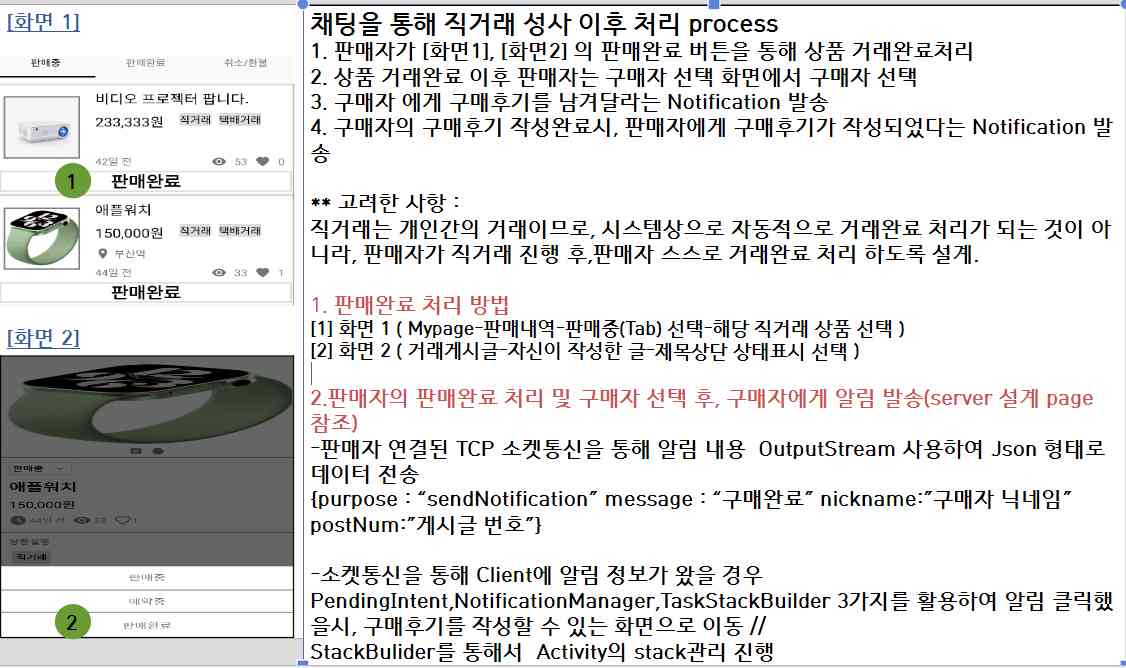 [화면 1]
판매중 판매완료 취소/환불
비디오 프로젝터 팝니다.
233,333원 직거래 택배거래
42일 전 53 0
1 판매완료
애플워치
150,000원 직거래 택배거래
부산역
44일 전 33 1
판매완료
[화면 2]
판매중
애플워치
150,000원
44일 전 33 1
상품설명
직거래
판매중
예약중
2 판매완료
채팅을 통해 직거래 성사 이후 처리 process
1. 판매자가 [화면1], [화면2] 의 판매완료 버튼을 통해 상품 거래완료처리
2. 상품 거래완료 이후 판매자는 구매자 선택 화면에서 구매자 선택
3. 구매자 에게 구매후기를 남겨달라는 Notification 발송
4. 구매자의 구매후기 작성완료시, 판매자에게 구매후기가 작성되었다는 Notification 발
송
** 고려한 사항 :
직거래는 개인간의 거래이므로, 시스템상으로 자동적으로 거래완료 처리가 되는 것이 아
니라, 판매자가 직거래 진행 후,판매자 스스로 거래완료 처리 하도록 설계.
1. 판매완료 처리 방법
[1] 화면 1 ( Mypage-판매내역-판매중(Tab) 선택-해당 직거래 상품 선택 )
[2] 화면 2 ( 거래게시글-자신이 작성한 글-제목상단 상태표시 선택 )
2.판매자의 판매완료 처리 및 구매자 선택 후, 구매자에게 알림 발송(server 설계 page
참조)
-판매자 연결된 TCP 소켓통신을 통해 알림 내용  OutputStream 사용하여 Json 형태로
데이터 전송
{purpose : “sendNotification” message : “구매완료” nickname:”구매자 닉네임”
postNum:”게시글 번호”}
-소켓통신을 통해 Client에 알림 정보가 왔을 경우
PendingIntent,NotificationManager,TaskStackBuilder 3가지를 활용하여 알림 클릭했
을시, 구매후기를 작성할 수 있는 화면으로 이동 //
StackBulider를 통해서  Activity의 stack관리 진행